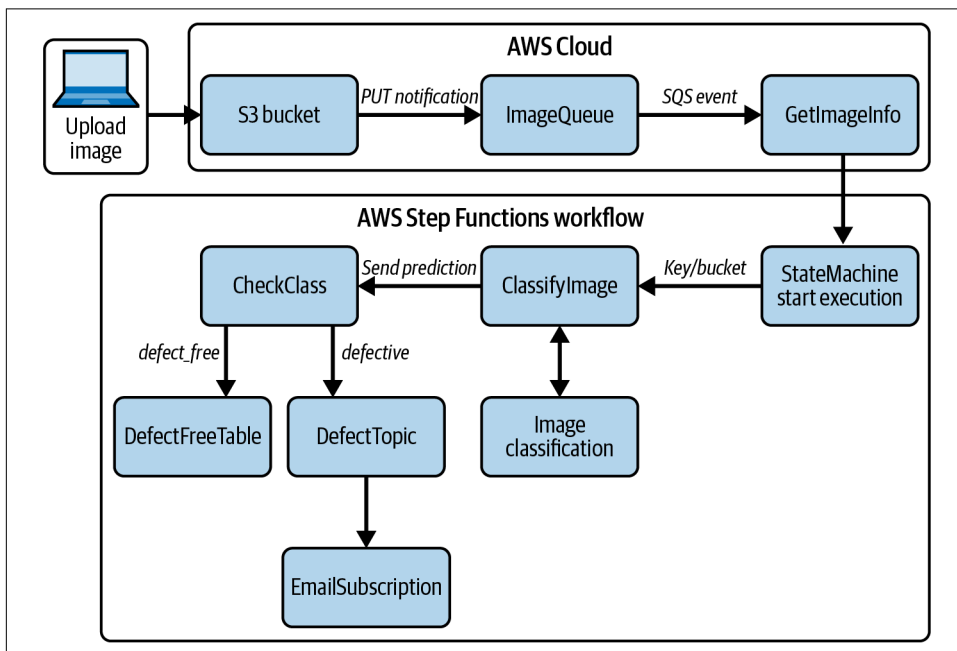 AWS Cloud
Upload
image
S3 bucket
PUT notification
ImageQueue
SQS event
GetImageInfo
AWS Step Functions workflow
CheckClass
Send prediction
ClassifyImage
Key/bucket
StateMachine
start execution
defect_free
defective
DefectFreeTable
DefectTopic
Image
classification
EmailSubscription